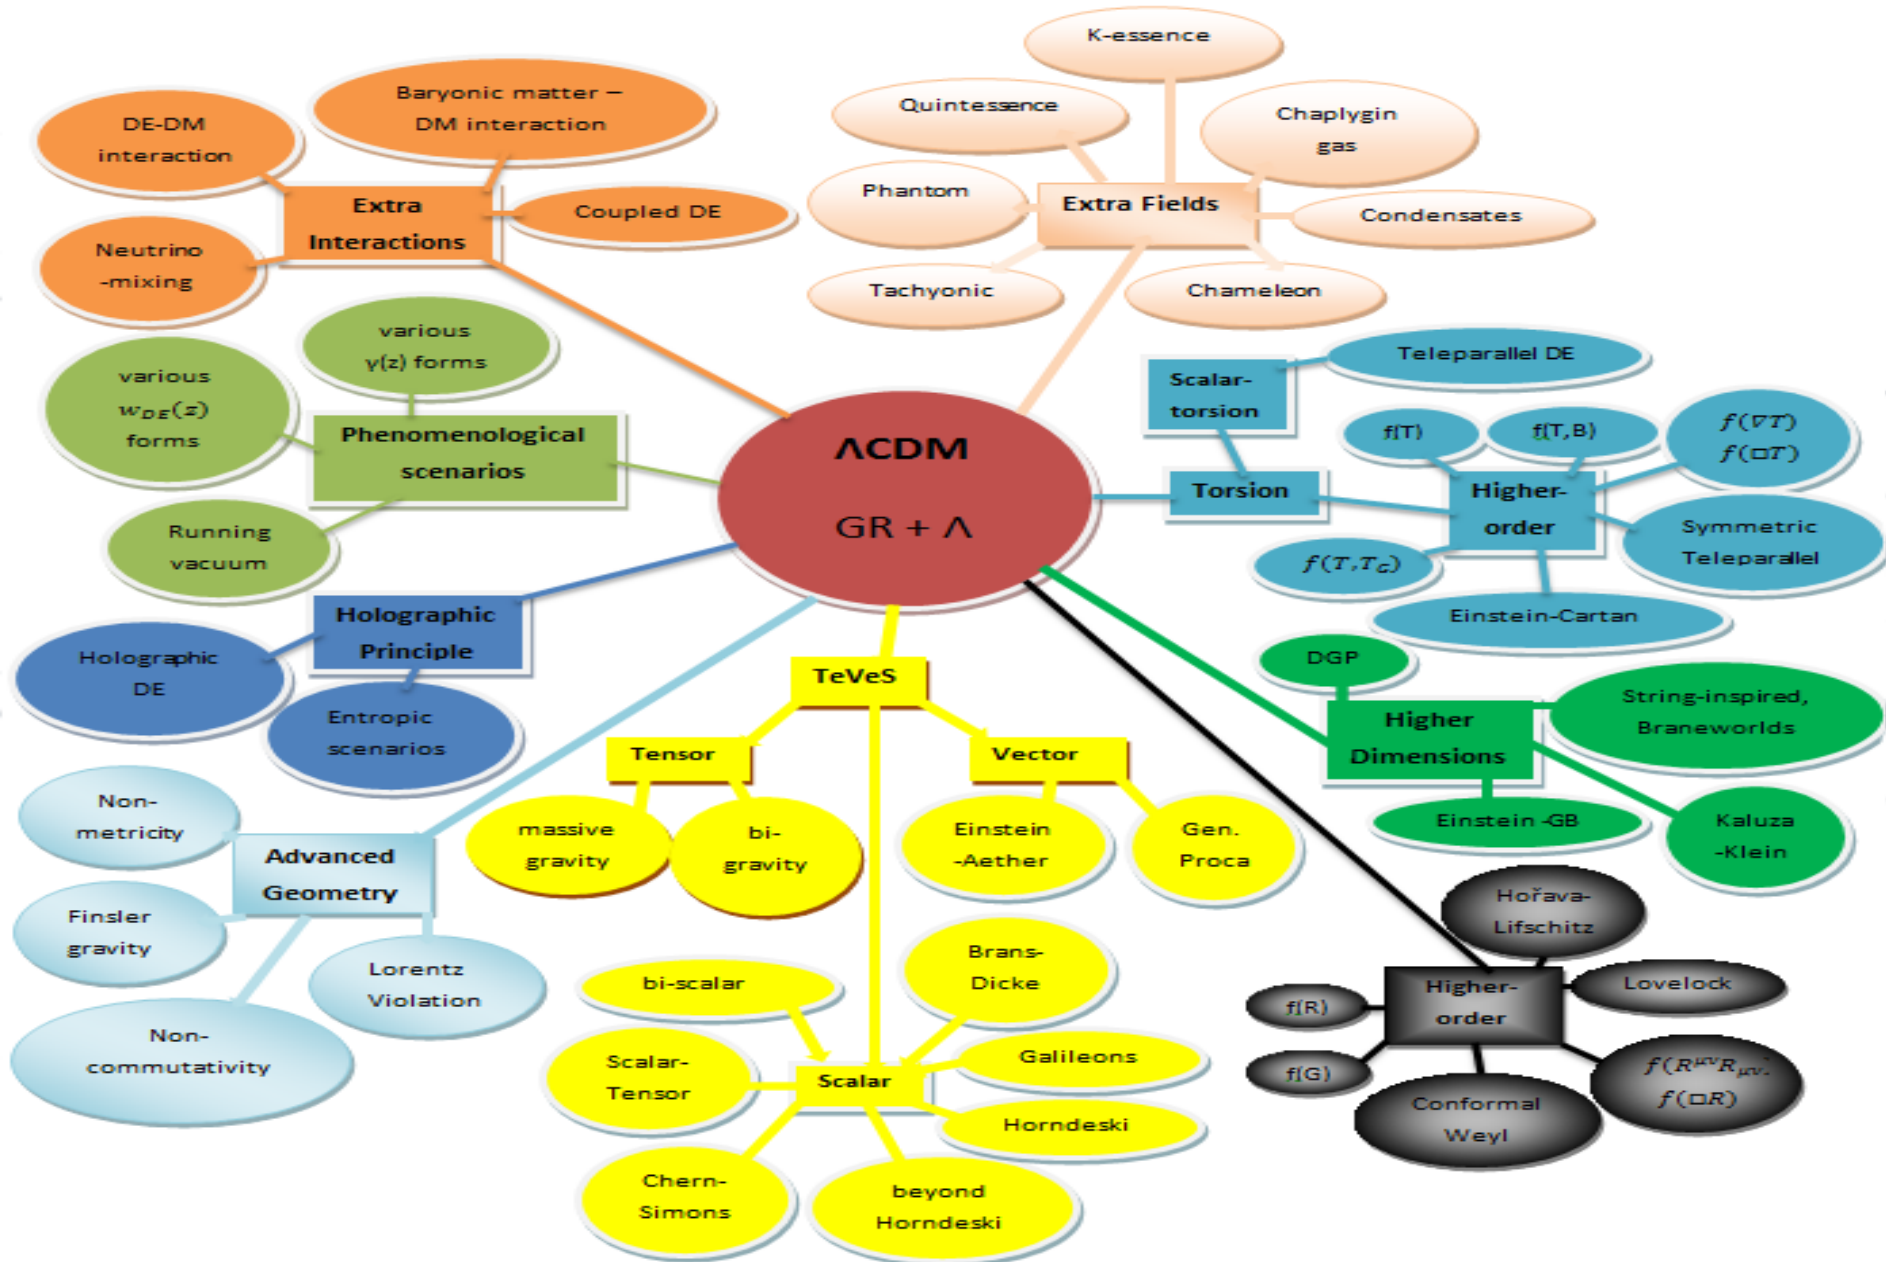 K-essence
Baryonic matter –
DM interaction
DE-DM
interaction
Quintessence
Chaplygin
gas
Phantom
Extra Fields
Condensates
Extra
Interactions
Coupled DE
Neutrino
-mixing
Tachyonic
Chameleon
various
γ(z) forms
various
w_{DE}(z)
forms
Phenomenological
scenarios
Running
vacuum
ΛCDM
GR + Λ
Scalar-
torsion
Teleparallel DE
f(T)
f(T,B)
f(∇T)
f(□T)
Torsion
Higher-
order
Symmetric
Teleparallel
f(T,T_G)
Einstein-Cartan
Holographic
Principle
Holographic
DE
Entropic
scenarios
TeVeS
Tensor
Vector
massive
gravity
bi-
gravity
Einstein
-Aether
Gen.
Proca
DGP
Higher
Dimensions
String-inspired,
Braneworlds
Einstein -GB
Kaluza
-Klein
Non-
metricity
Advanced
Geometry
Finsler
gravity
Lorentz
Violation
Non-
commutativity
bi-scalar
Brans-
Dicke
Scalar-
Tensor
Scalar
Galileons
Horndeski
Chern-
Simons
beyond
Horndeski
Hořava-
Lifschitz
Higher-
order
Lovelock
f(R)
f(G)
Conformal
Weyl
f(R^{μν}R_{μν}
f(□R)